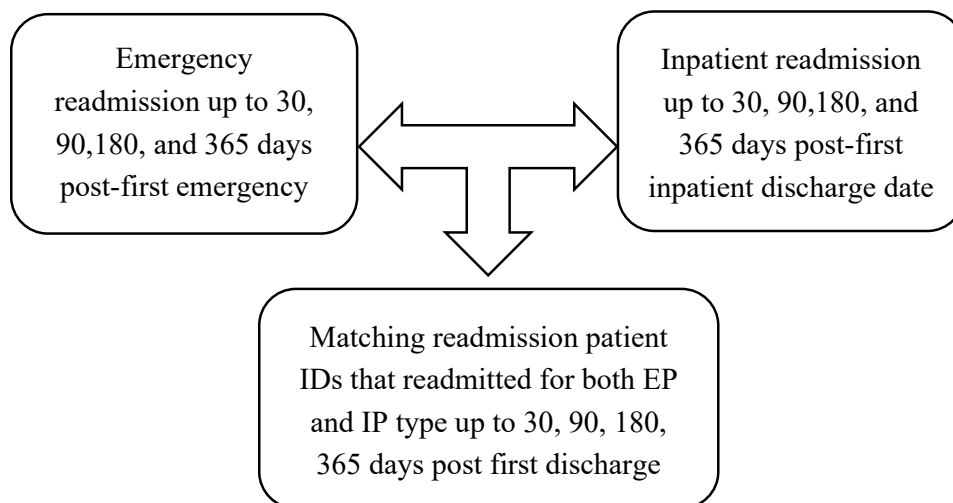 Emergency
readmission up to 30,
90,180, and 365 days
post-first emergency
Inpatient readmission
up to 30, 90,180, and
365 days post-first
inpatient discharge date
Matching readmission patient
IDs that readmitted for both EP
and IP type up to 30, 90, 180,
365 days post first discharge